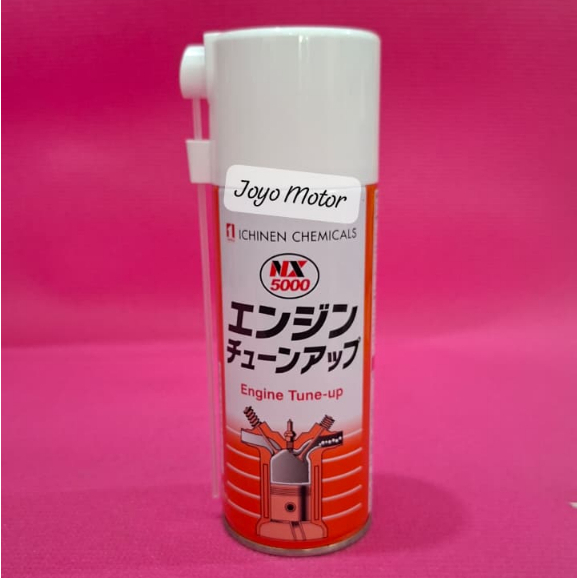 Joyo Motor
ICHINEN CHEMICALS
NX
5000
エンジン
チューンアップ
Engine Tune-up